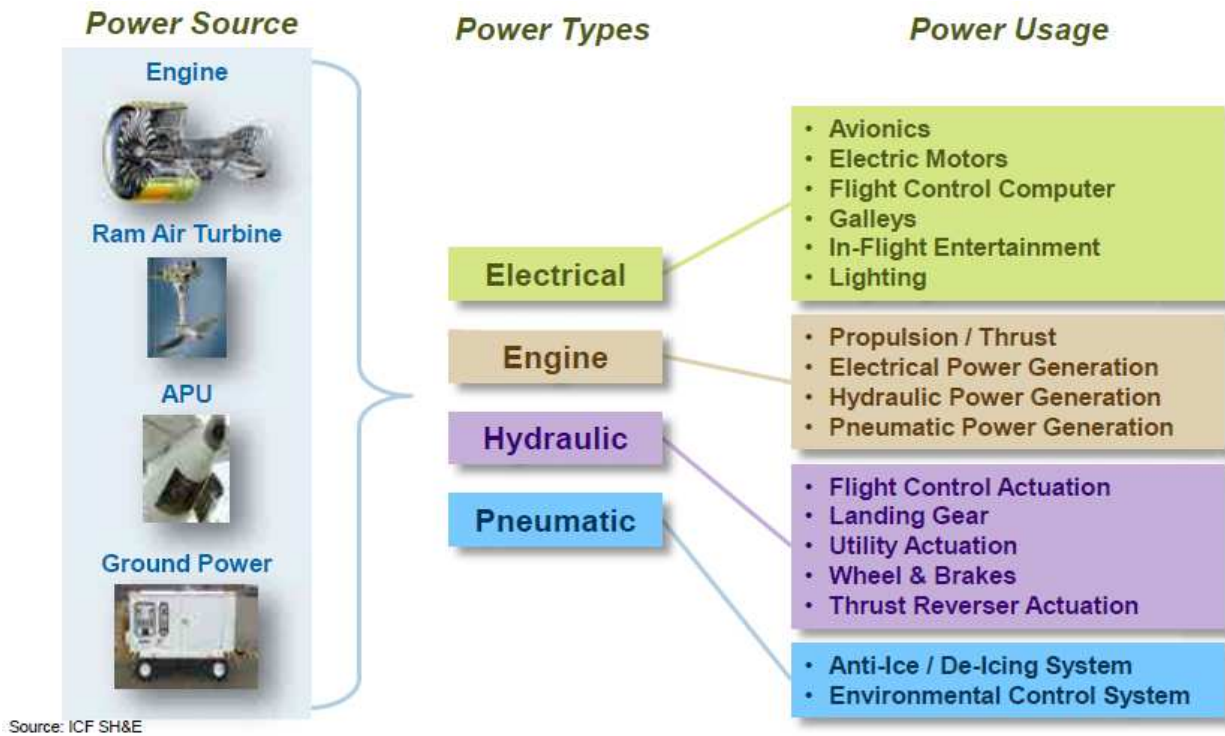 Power Source
Power Types
Power Usage
Engine
Ram Air Turbine
APU
Ground Power
Electrical
Engine
Hydraulic
Pneumatic
• Avionics
• Electric Motors
• Flight Control Computer
• Galleys
• In-Flight Entertainment
• Lighting
• Propulsion / Thrust
• Electrical Power Generation
• Hydraulic Power Generation
• Pneumatic Power Generation
• Flight Control Actuation
• Landing Gear
• Utility Actuation
• Wheel & Brakes
• Thrust Reverser Actuation
• Anti-Ice / De-Icing System
• Environmental Control System
Source: ICF SH&E